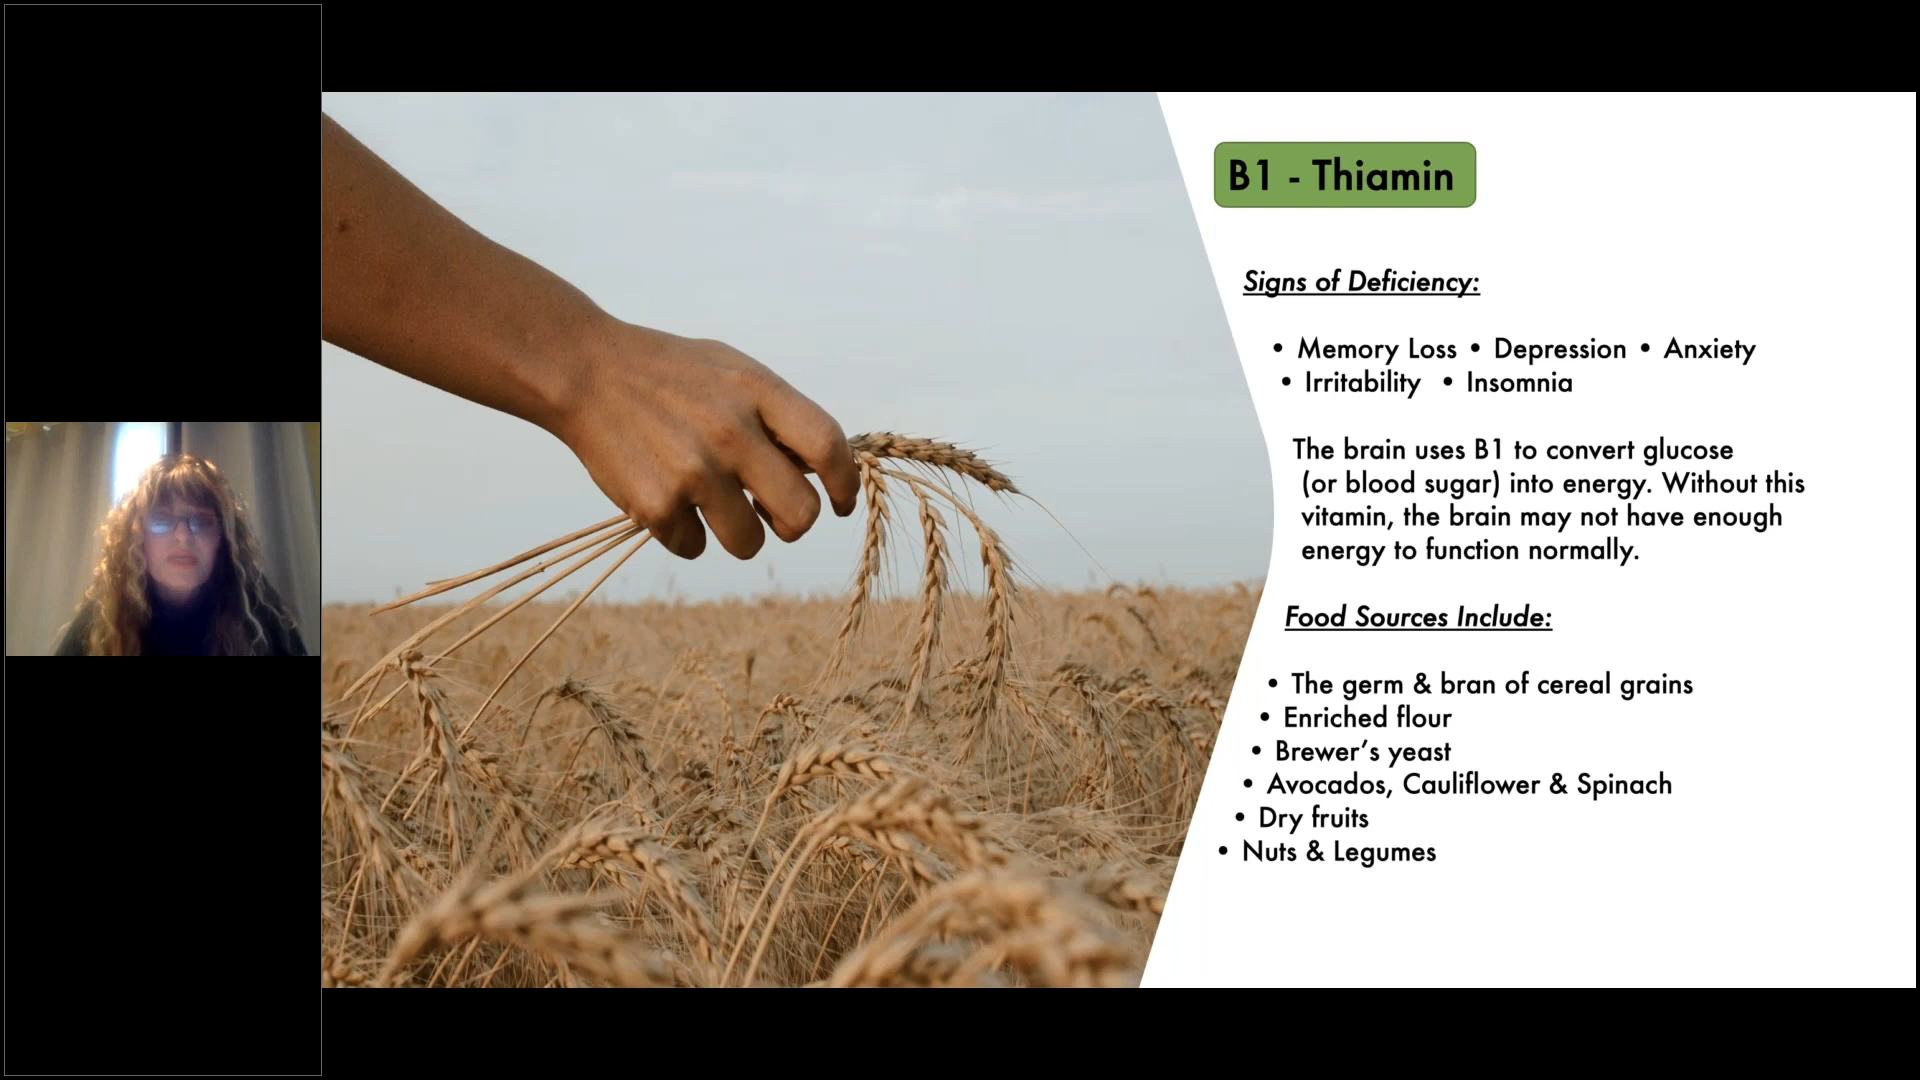 B1 - Thiamin
Signs of Deficiency:
• Memory Loss • Depression • Anxiety
• Irritability • Insomnia
The brain uses B1 to convert glucose
(or blood sugar) into energy. Without this
vitamin, the brain may not have enough
energy to function normally.
Food Sources Include:
• The germ & bran of cereal grains
• Enriched flour
• Brewer’s yeast
• Avocados, Cauliflower & Spinach
• Dry fruits
• Nuts & Legumes